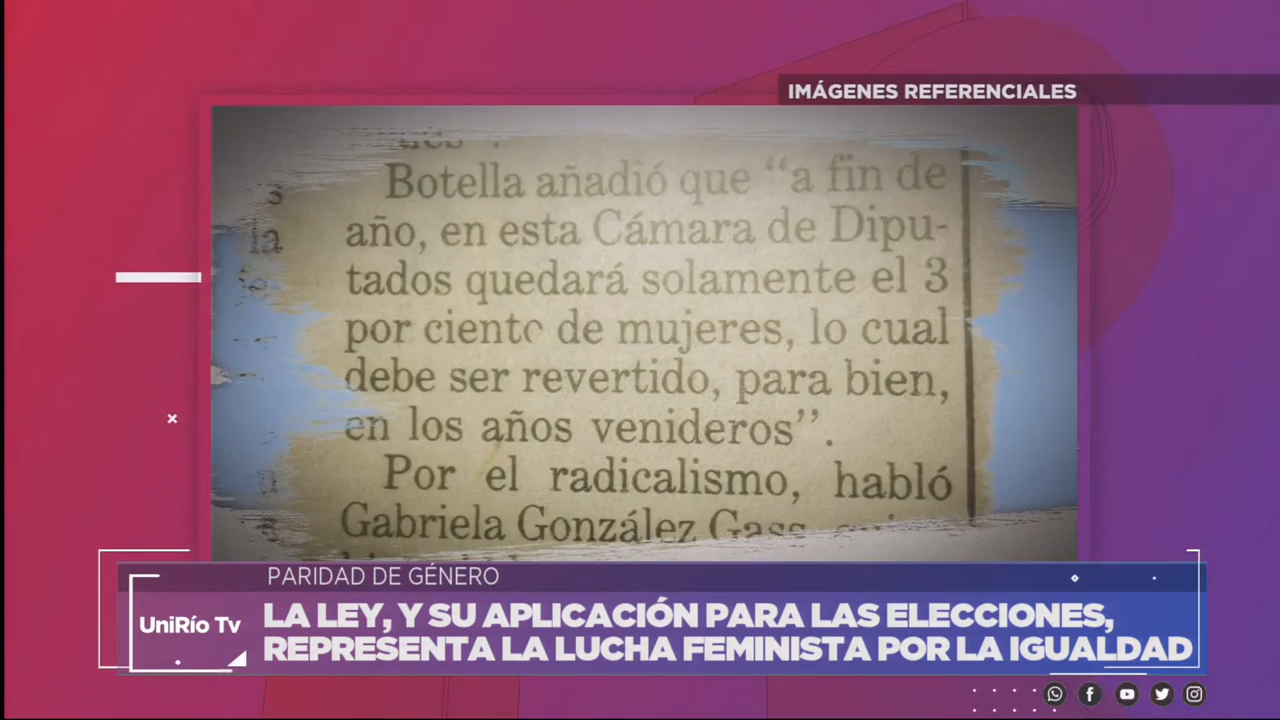 IMÁGENES REFERENCIALES
Botella añadió que “a fin de
año, en esta Cámara de Dipu-
tados quedará solamente el 3
por ciento de mujeres, lo cual
debe ser revertido, para bien,
en los años venideros”.
Por el radicalismo, habló
Gabriela González Gass
PARIDAD DE GÉNERO
UniRío Tv
LA LEY, Y SU APLICACIÓN PARA LAS ELECCIONES,
REPRESENTA LA LUCHA FEMINISTA POR LA IGUALDAD